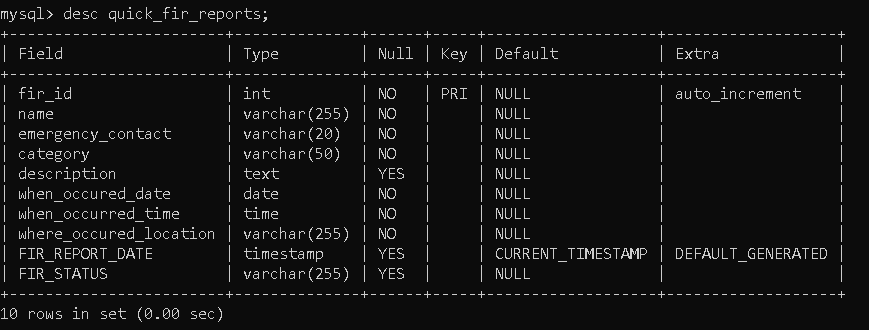 mysql> desc quick_fir_reports;
+---------------------+--------------+------+-----+-------------------+-------------------+
| Field               | Type         | Null | Key | Default           | Extra             |
+---------------------+--------------+------+-----+-------------------+-------------------+
| fir_id              | int          | NO   | PRI | NULL              | auto_increment    |
| name                | varchar(255) | NO   |     | NULL              |                   |
| emergency_contact   | varchar(20)  | NO   |     | NULL              |                   |
| category            | varchar(50)  | NO   |     | NULL              |                   |
| description         | text         | YES  |     | NULL              |                   |
| when_occured_date   | date         | NO   |     | NULL              |                   |
| when_occurred_time  | time         | NO   |     | NULL              |                   |
| where_occured_location | varchar(255) | NO   |     | NULL              |                   |
| FIR_REPORT_DATE     | timestamp    | YES  |     | CURRENT_TIMESTAMP | DEFAULT_GENERATED |
| FIR_STATUS          | varchar(255) | YES  |     | NULL              |                   |
+---------------------+--------------+------+-----+-------------------+-------------------+
10 rows in set (0.00 sec)